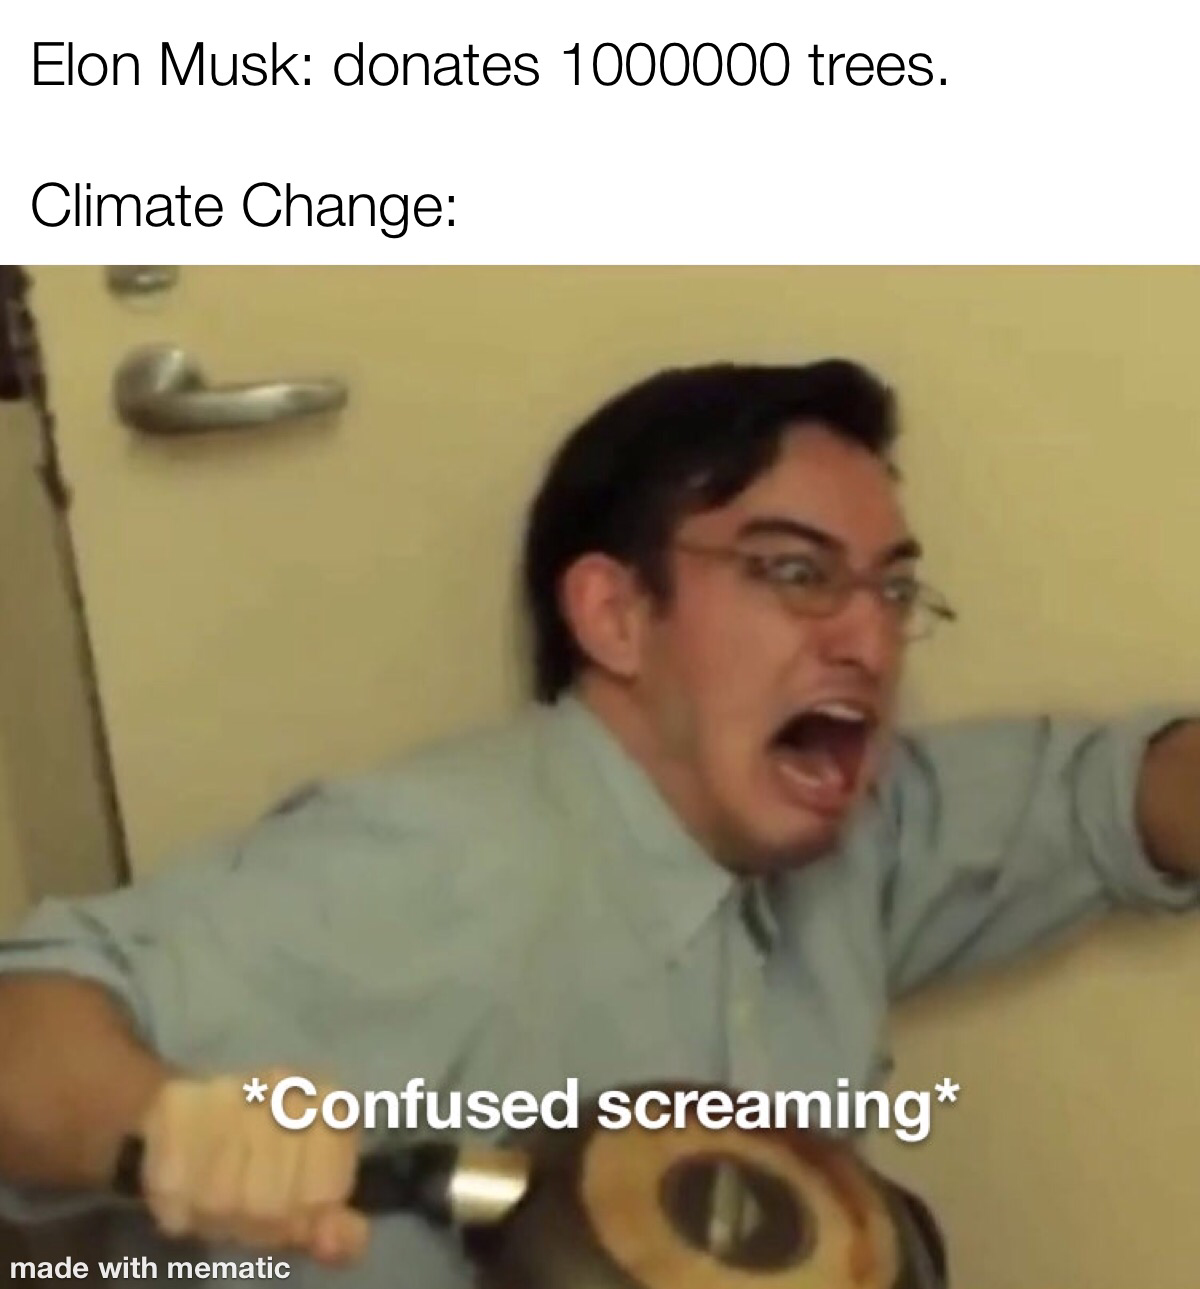 Elon Musk: donates 1000000 trees.
Climate Change:
*Confused screaming*
made with mematic